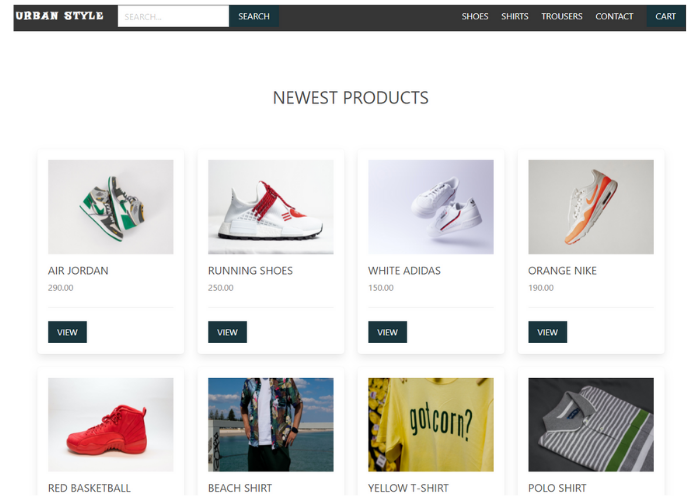 URBAN STYLE SEARCH... SEARCH SHOES SHIRTS TROUSERS CONTACT CART
NEWEST PRODUCTS
AIR JORDAN
290.00
VIEW
RUNNING SHOES
250.00
VIEW
WHITE ADIDAS
150.00
VIEW
ORANGE NIKE
190.00
VIEW
RED BASKETBALL
BEACH SHIRT
got corn?
YELLOW T-SHIRT
POLO SHIRT